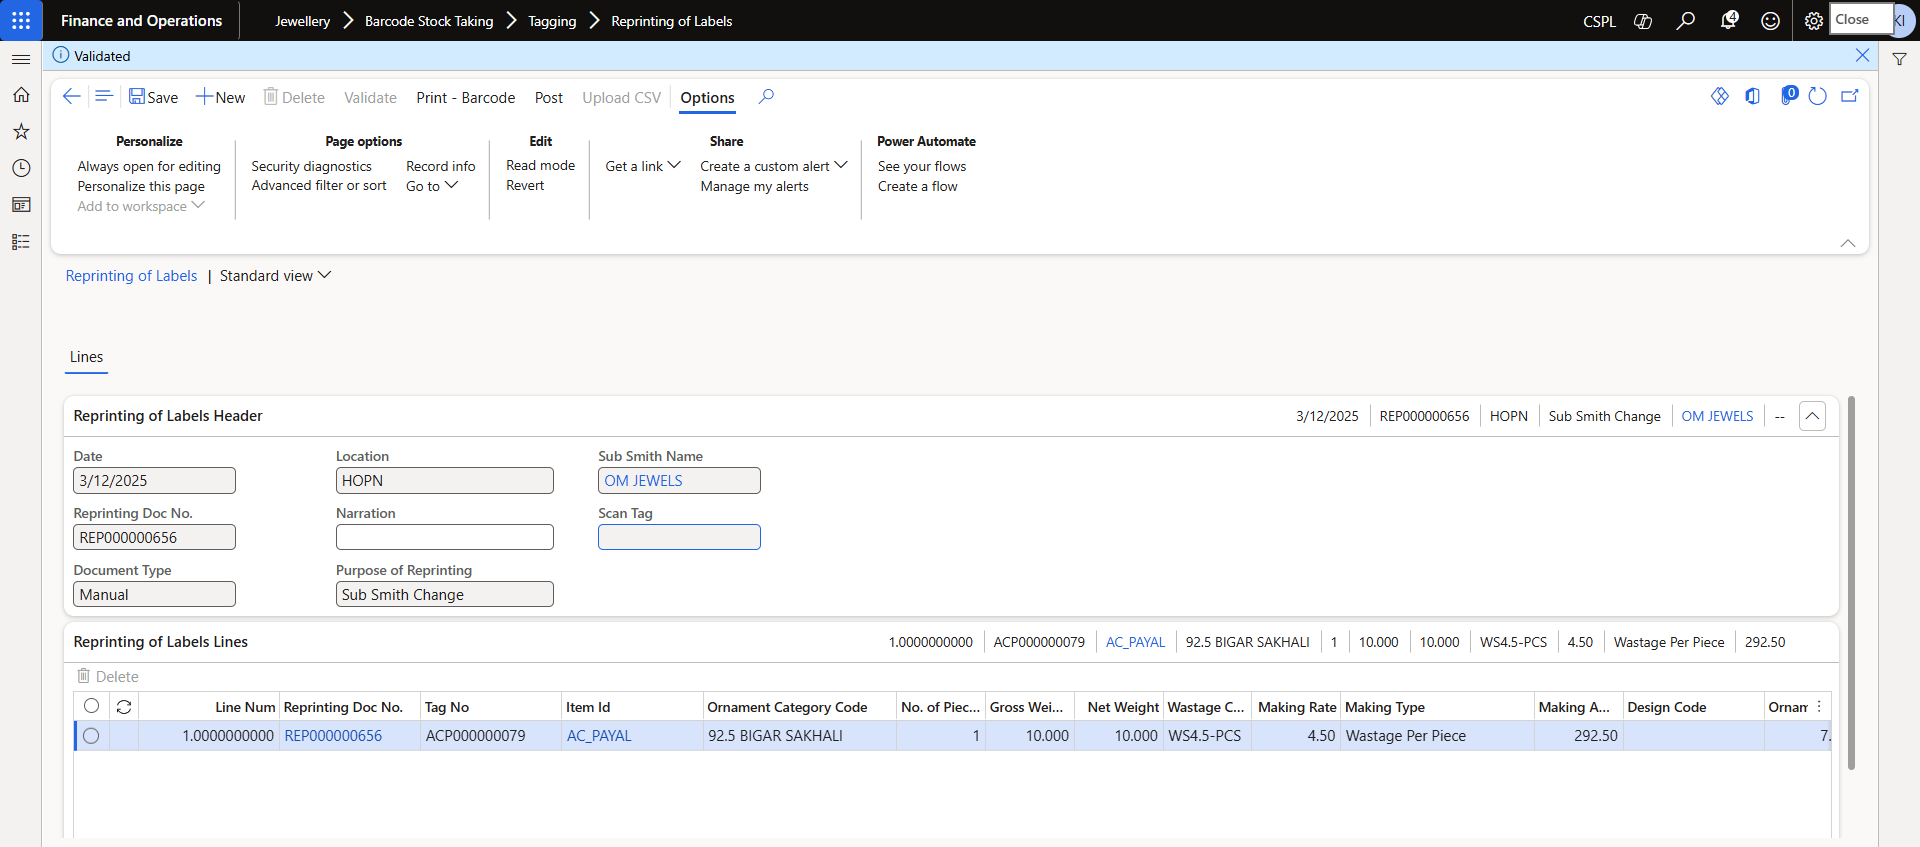 Finance and Operations
Jewellery > Barcode Stock Taking > Tagging > Reprinting of Labels
CSPL 4 Close KI
Validated
Save New Delete Validate Print - Barcode Post Upload CSV Options 0
Personalize Page options Edit Share Power Automate
Always open for editing Security diagnostics Record info Read mode Get a link Create a custom alert See your flows
Personalize this page Advanced filter or sort Go to Revert Manage my alerts Create a flow
Add to workspace
Reprinting of Labels | Standard view
Lines
Reprinting of Labels Header 3/12/2025 REP000000656 HOPN Sub Smith Change OM JEWELS --
Date Location Sub Smith Name
3/12/2025 HOPN OM JEWELS
Reprinting Doc No. Narration Scan Tag
REP000000656
Document Type Purpose of Reprinting
Manual Sub Smith Change
Reprinting of Labels Lines 1.0000000000 ACP000000079 AC_PAYAL 92.5 BIGAR SAKHALI 1 10.000 10.000 WS4.5-PCS 4.50 Wastage Per Piece 292.50
Delete
Line Num Reprinting Doc No. Tag No Item Id Ornament Category Code No. of Piec... Gross Wei... Net Weight Wastage C... Making Rate Making Type Making A... Design Code Ornam
1.0000000000 REP000000656 ACP000000079 AC_PAYAL 92.5 BIGAR SAKHALI 1 10.000 10.000 WS4.5-PCS 4.50 Wastage Per Piece 292.50 7.